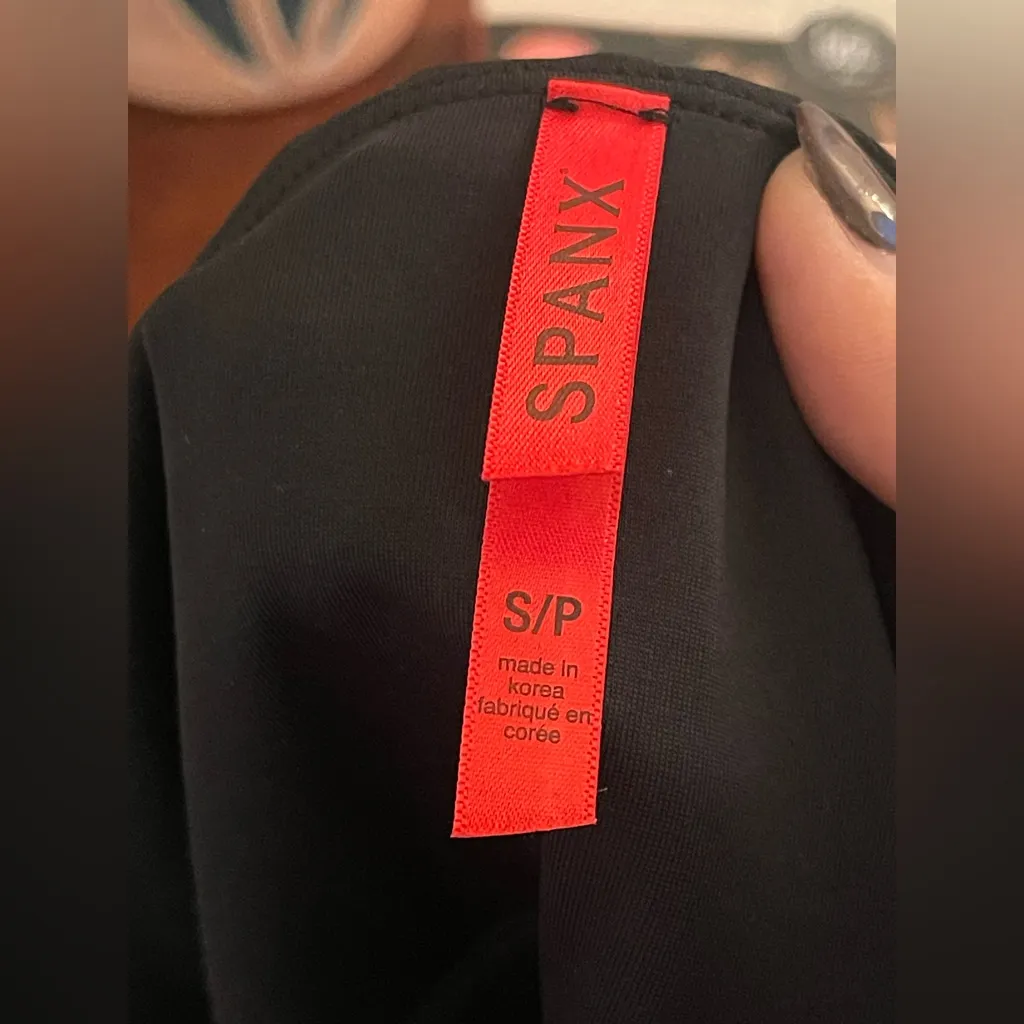 SPANX
S/P
made in
korea
fabriqué en
corée